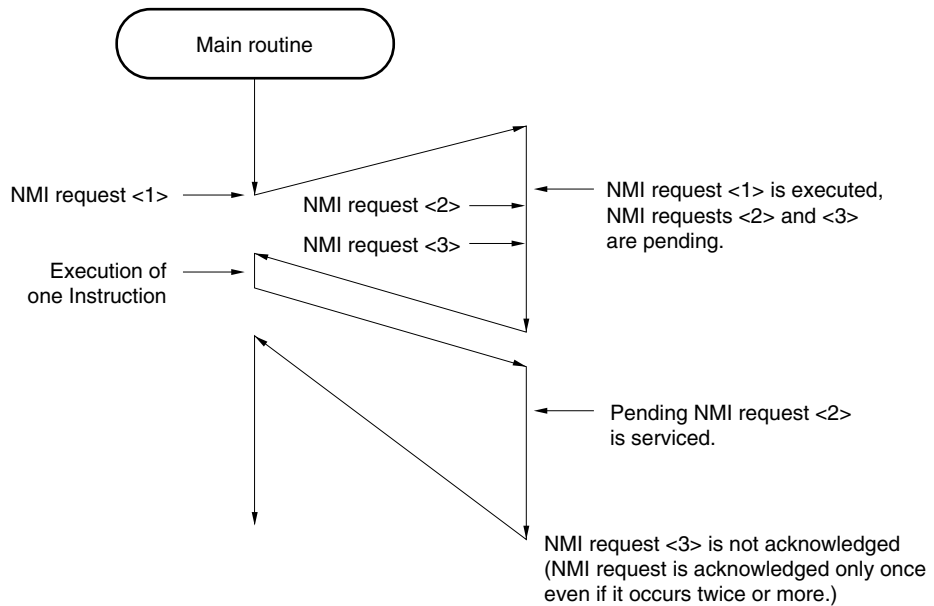 Main routine
NMI request <1>
NMI request <1> is executed,
NMI requests <2> and <3>
are pending.
NMI request <2>
NMI request <3>
Execution of
one Instruction
Pending NMI request <2>
is serviced.
NMI request <3> is not acknowledged
(NMI request is acknowledged only once
even if it occurs twice or more.)